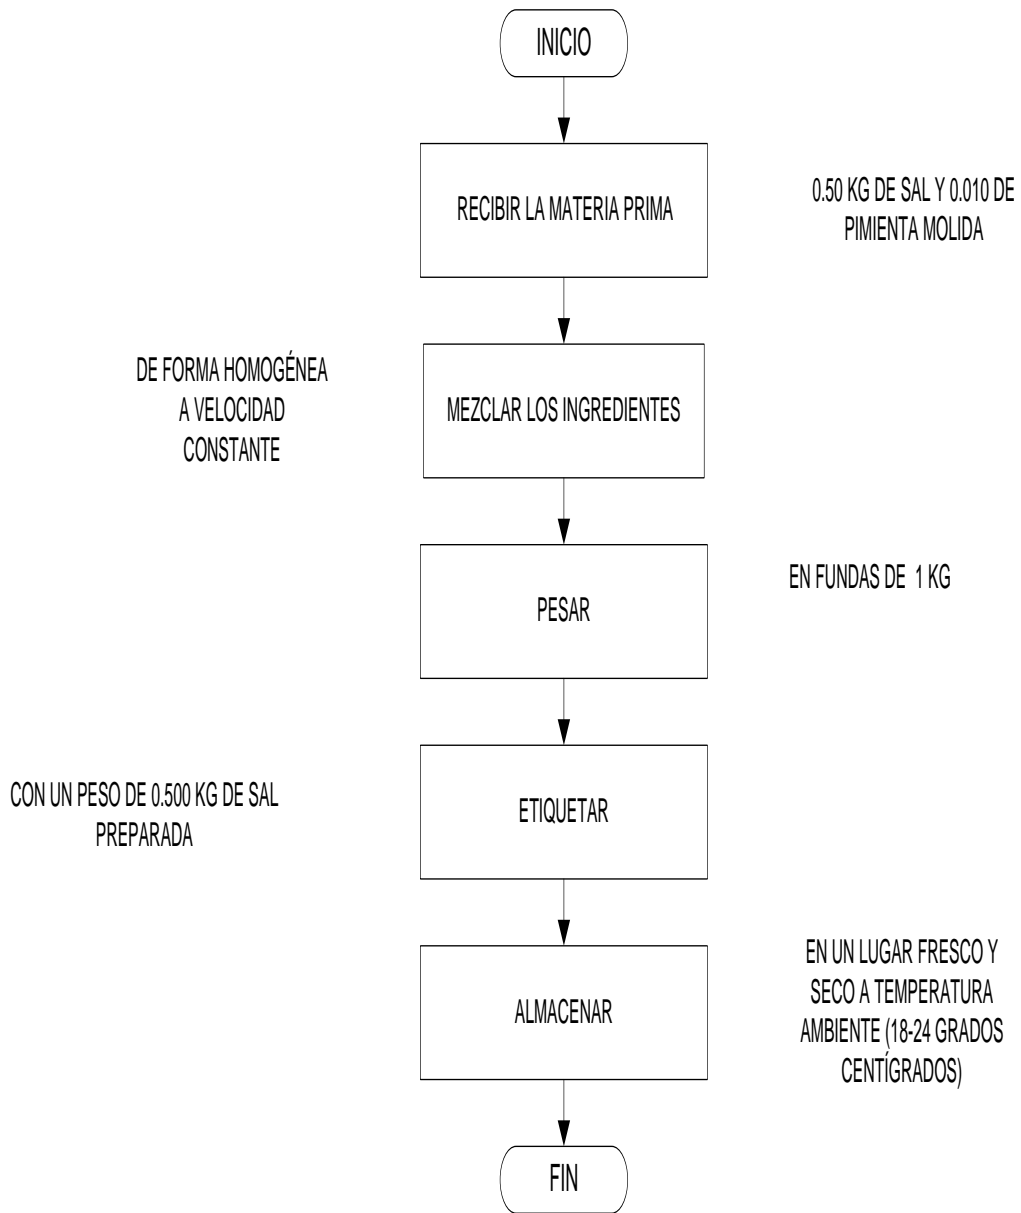 INICIO
RECIBIR LA MATERIA PRIMA
0.50 KG DE SAL Y 0.010 DE
PIMIENTA MOLIDA
DE FORMA HOMOGÉNEA
A VELOCIDAD
CONSTANTE
MEZCLAR LOS INGREDIENTES
PESAR
EN FUNDAS DE 1 KG
CON UN PESO DE 0.500 KG DE SAL
PREPARADA
ETIQUETAR
ALMACENAR
EN UN LUGAR FRESCO Y
SECO A TEMPERATURA
AMBIENTE (18-24 GRADOS
CENTÍGRADOS)
FIN